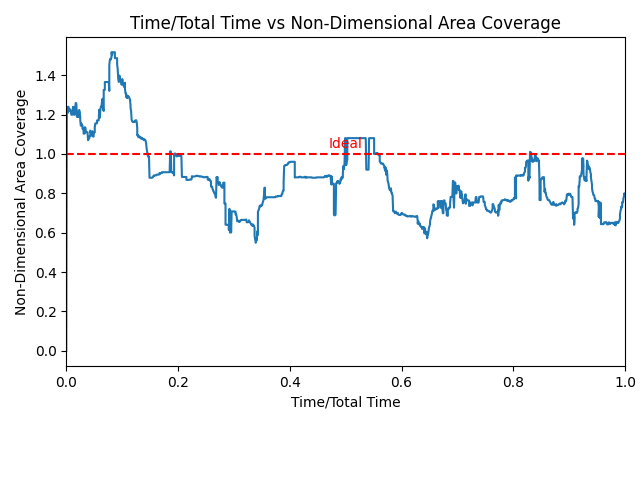 Time/Total Time vs Non-Dimensional Area Coverage
Non-Dimensional Area Coverage
1.4
1.2
1.0
0.8
0.6
0.4
0.2
0.0
Ideal
0.0 0.2 0.4 0.6 0.8 1.0
Time/Total Time